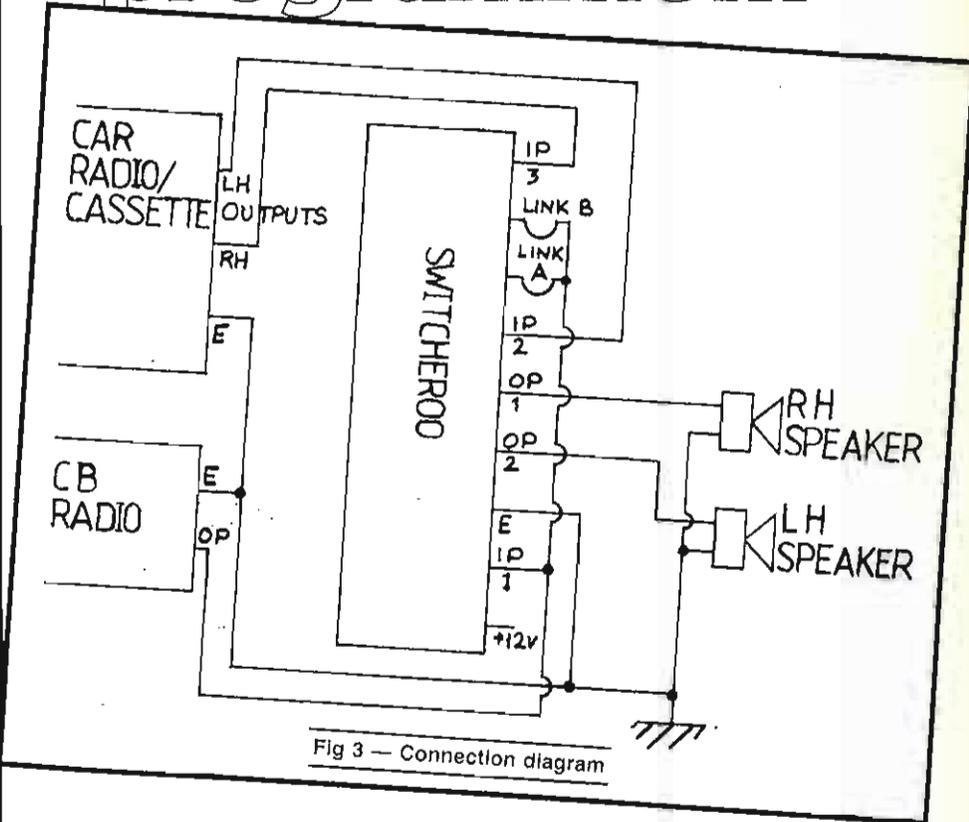 CAR
RADIO/
CASSETTE
LH
OUTPUTS
RH
E
CB
RADIO
E
OP
SWITCHEROO
IP
3
LINK B
LINK
A
IP
2
OP
1
OP
2
E
IP
1
+12V
RH
SPEAKER
LH
SPEAKER
Fig 3 — Connection diagram